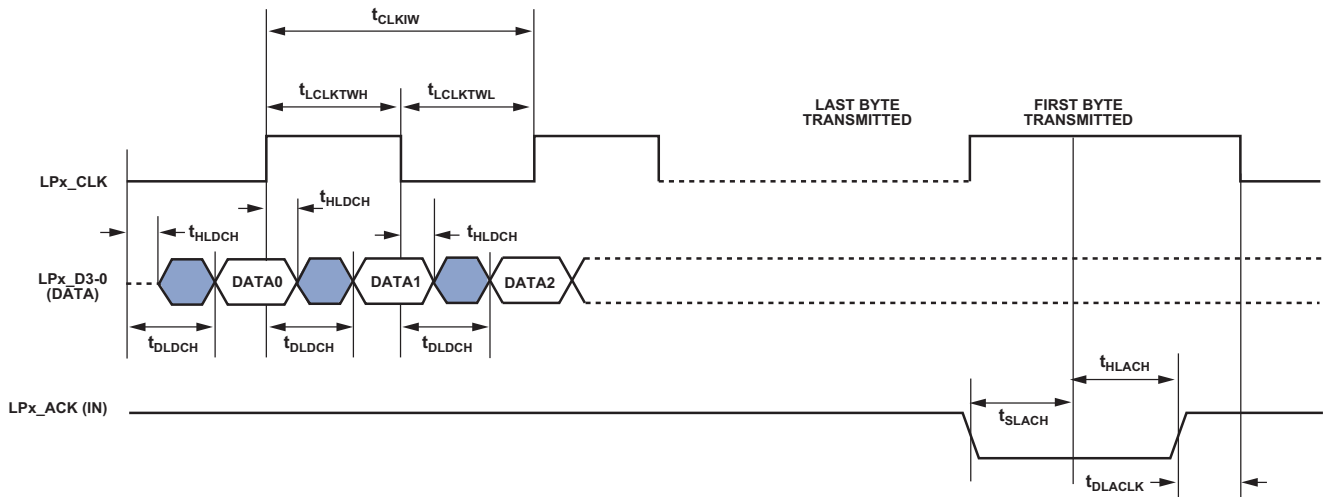 tCLKIW
tLCLKTWH
tLCLKTWL
LAST BYTE
TRANSMITTED
FIRST BYTE
TRANSMITTED
LPx_CLK
tHLDCH
tHLDCH
tHLDCH
LPx_D3-0
(DATA)
DATA0
DATA1
DATA2
tDLDCH
tDLDCH
tDLDCH
tHLACH
LPx_ACK (IN)
tSLACH
tDLACLK